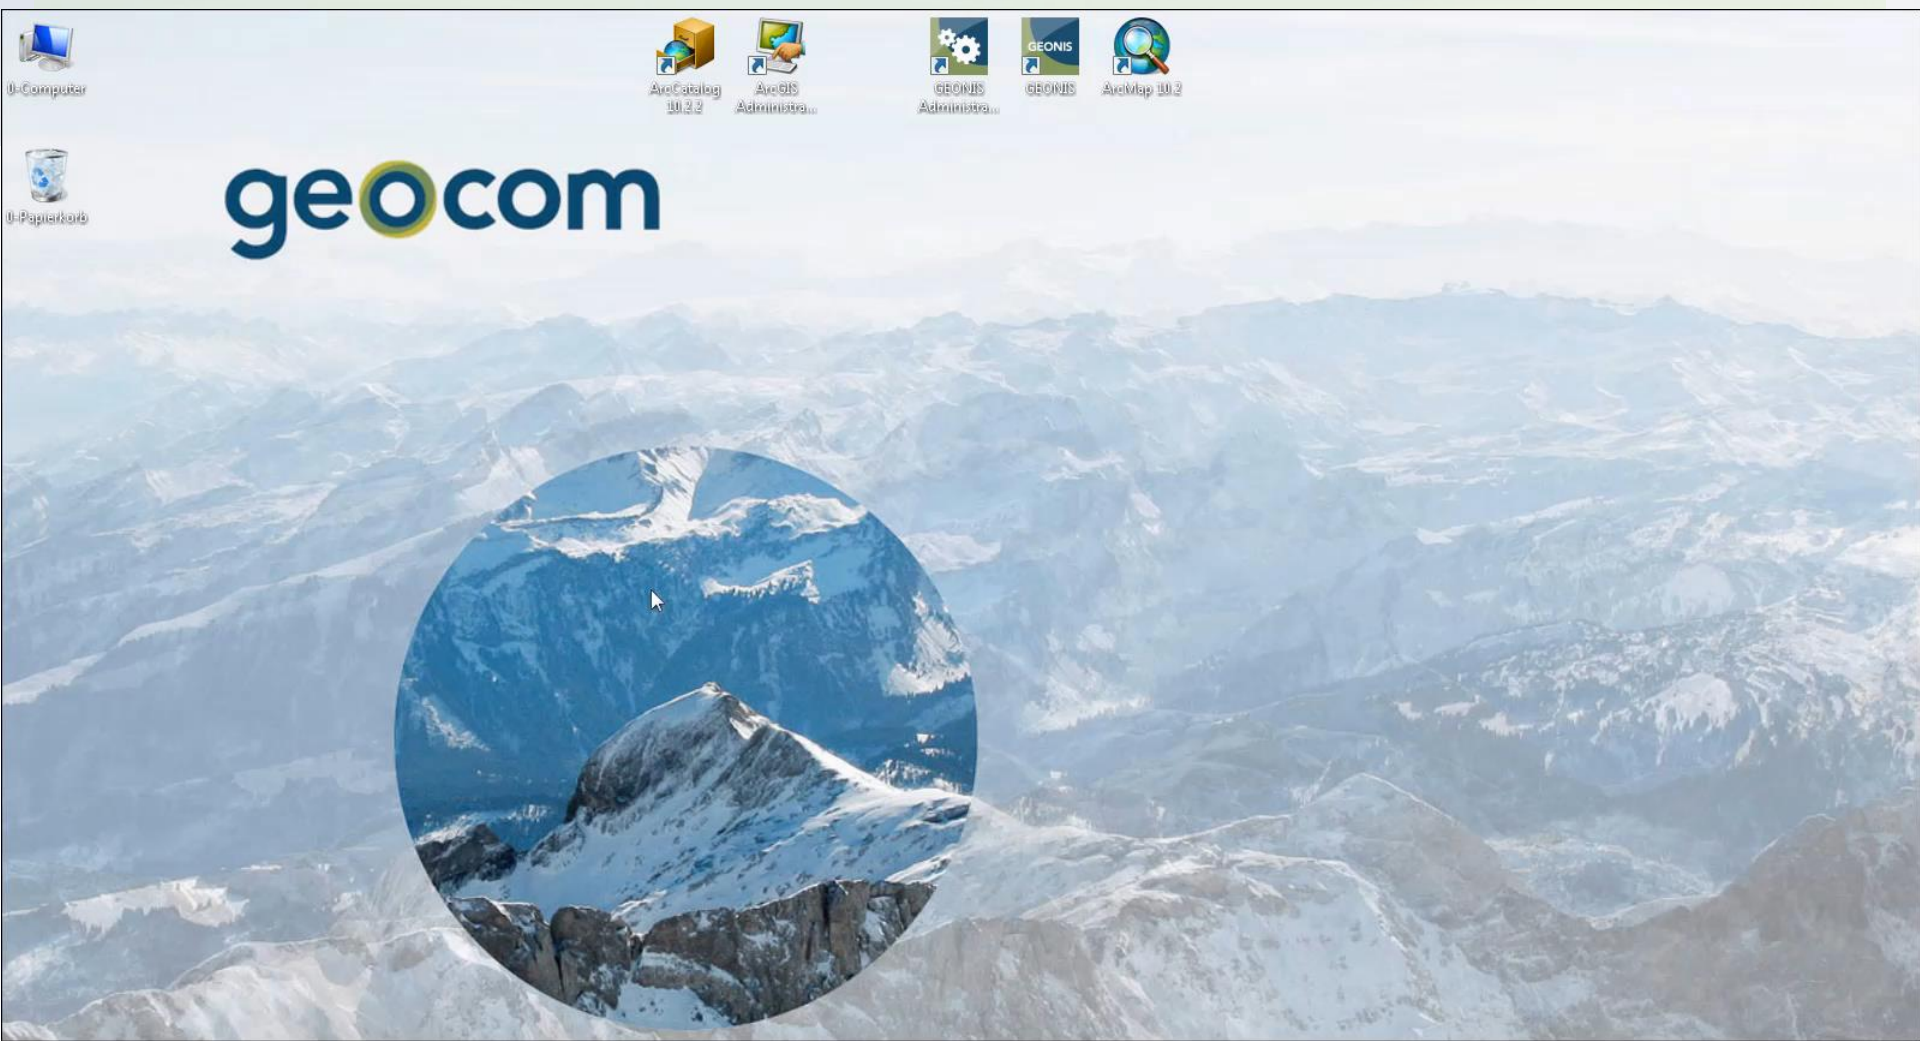 0-Computer
ArcCatalog
10.2.2
ArcGIS
Administra...
GEONIS
Administra...
GEONIS
GEONIS
ArcMap 10.2
0-Papierkorb
geocom